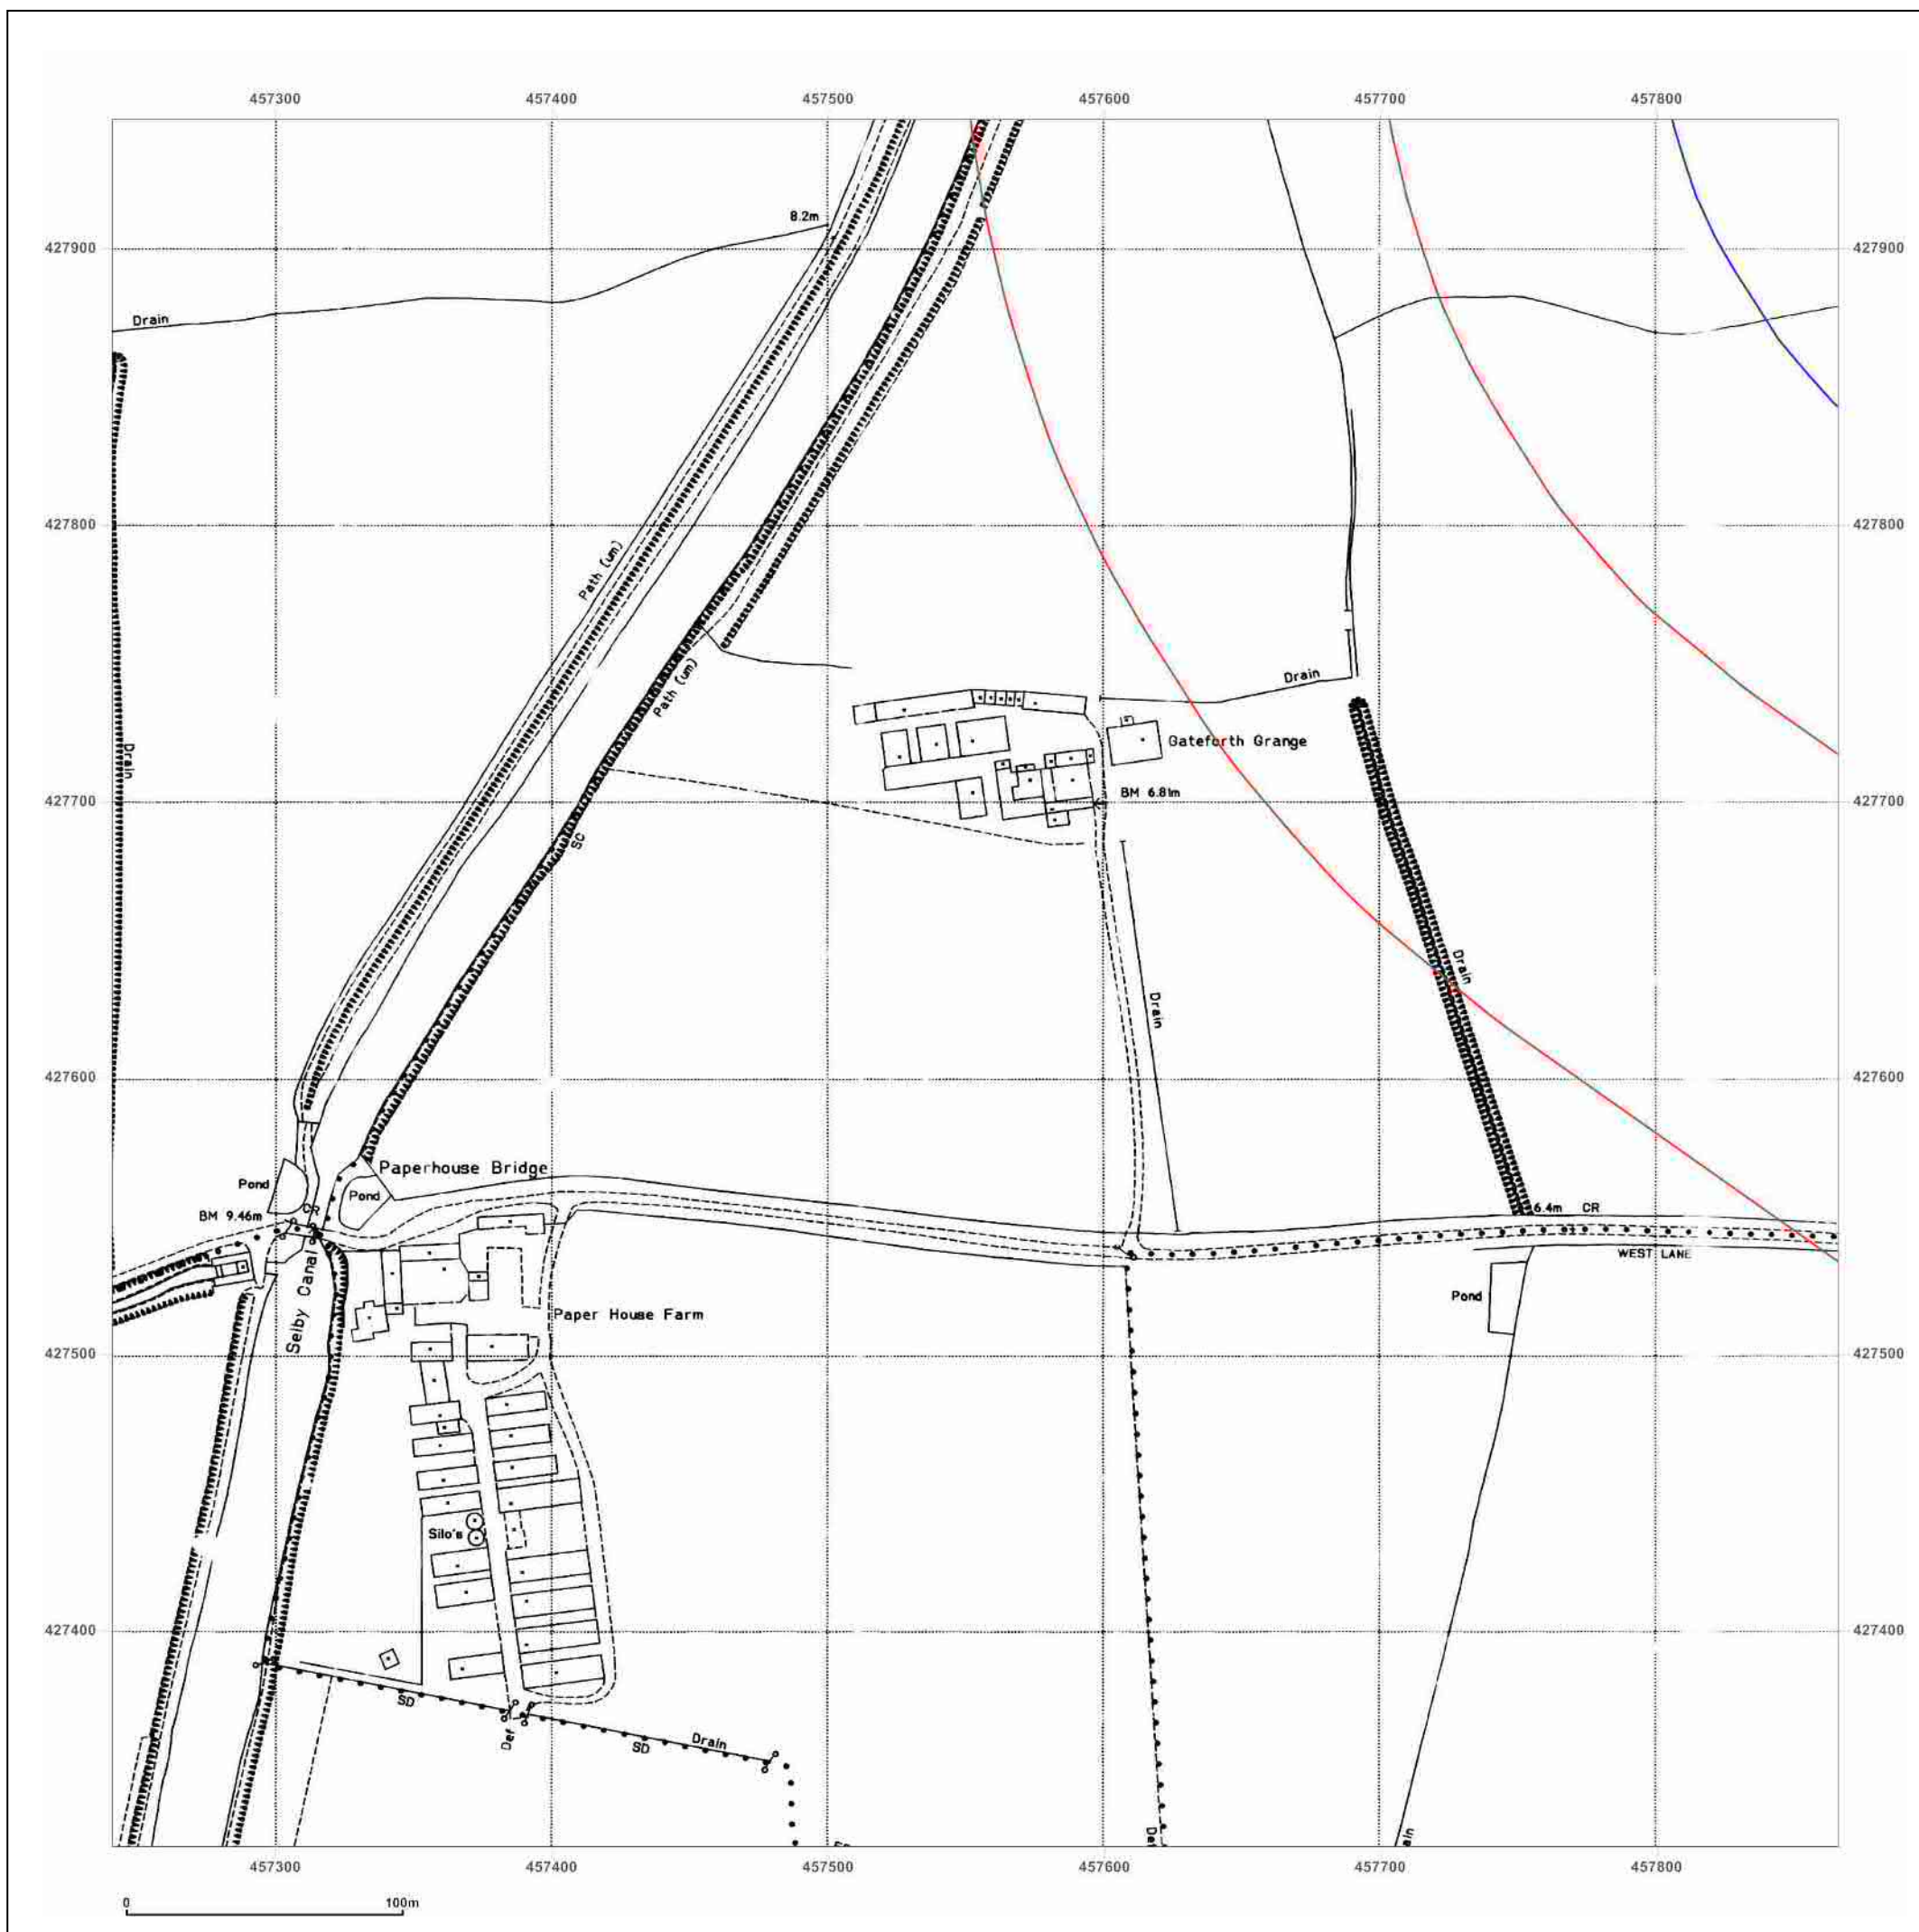 457300 457400 457500 457600 457700 457800
8.2m
427900 427900
Drain
427800 427800
Path (um)
Path (um)
Drain
Drain
Gateforth Grange
BM 6.81m
427700 427700
SC
Drain
Drain
427600 427600
Paperhouse Bridge
Pond
Pond
BM 9.46m
CR
6.4m CR
WEST LANE
Selby Canal
Pond
Paper House Farm
427500 427500
Silo's
427400 427400
SD
Def
SD
Drain
457300 457400 457500 457600 457700 457800
0 100m